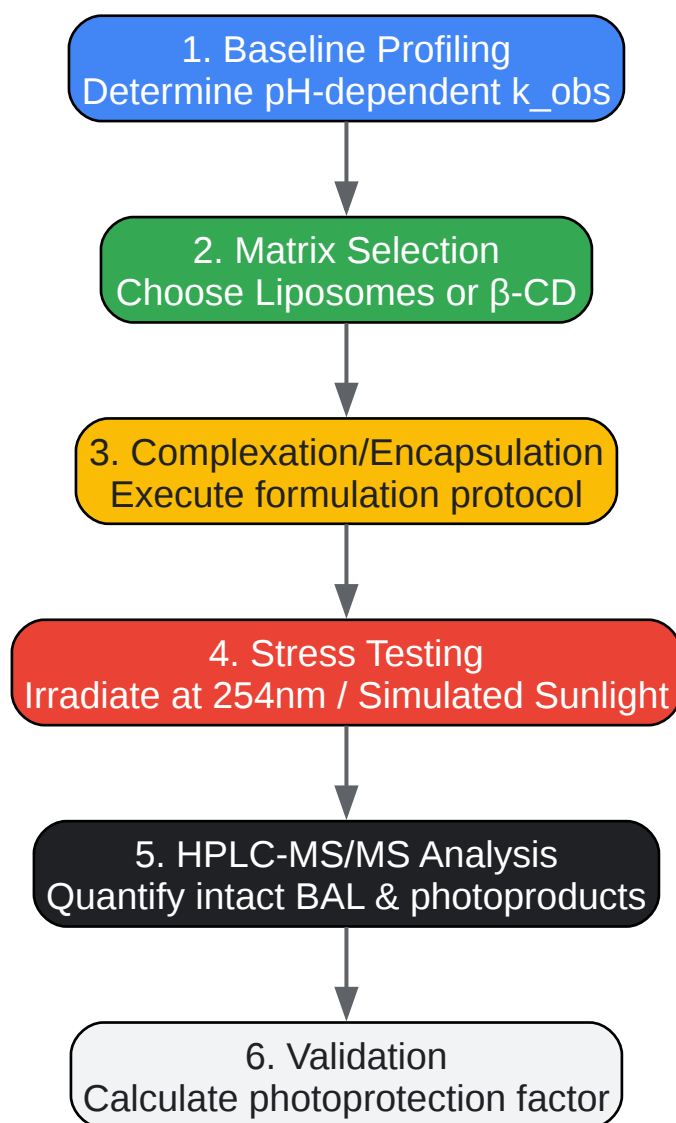 1. Baseline Profiling
Determine pH-dependent k_obs
2. Matrix Selection
Choose Liposomes or β-CD
3. Complexation/Encapsulation
Execute formulation protocol
4. Stress Testing
Irradiate at 254nm / Simulated Sunlight
5. HPLC-MS/MS Analysis
Quantify intact BAL & photoproducts
6. Validation
Calculate photoprotection factor